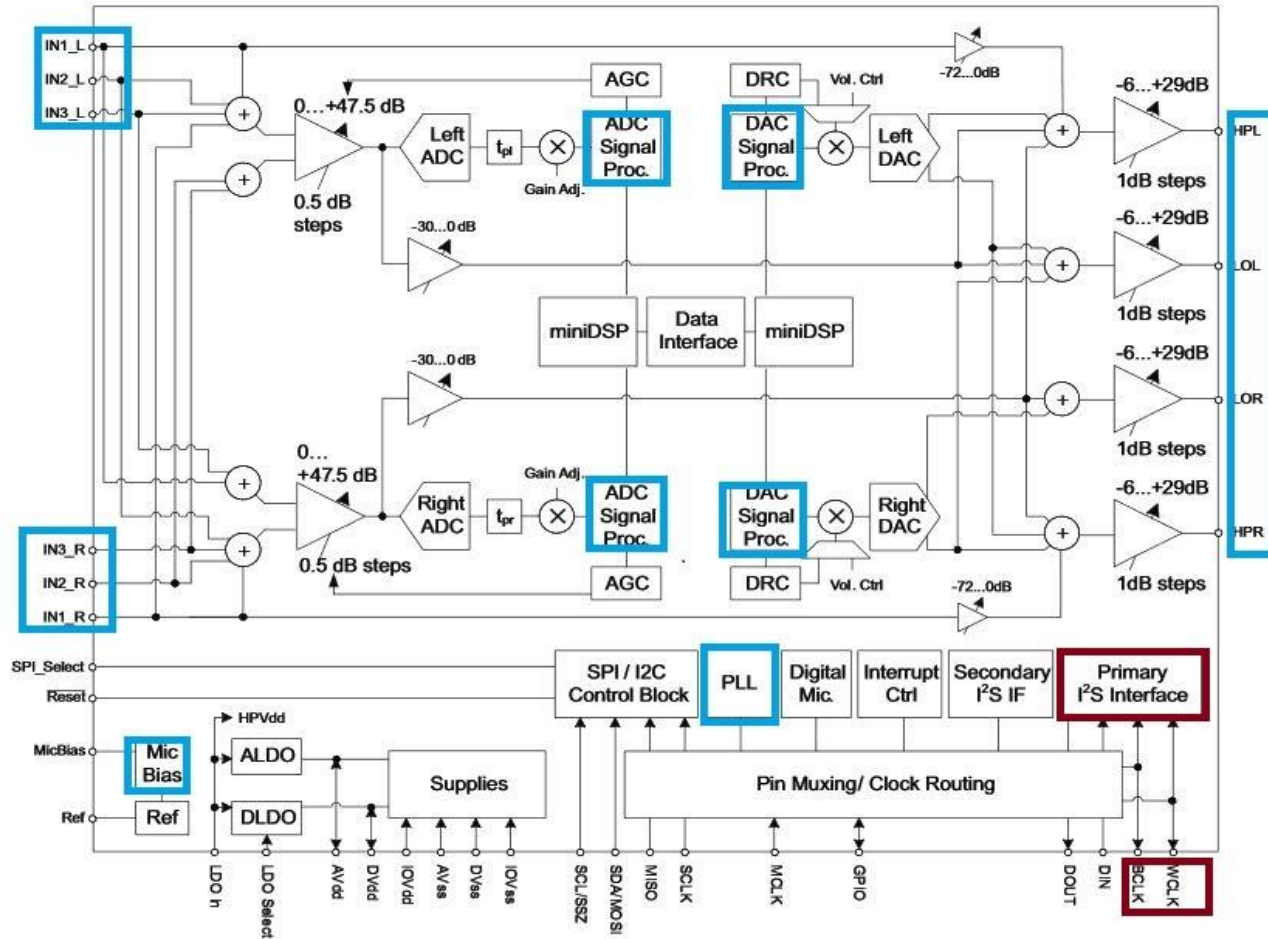 IN1_L
IN2_L
IN3_L
0...+47.5 dB
0.5 dB
steps
Left
ADC
tpl
Gain Adj.
AGC
ADC
Signal
Proc.
DRC
Vol. Ctrl
DAC
Signal
Proc.
Left
DAC
-72...0dB
-6...+29dB
1dB steps
HPL
-30...0 dB
-6...+29dB
1dB steps
LOL
miniDSP
Data
Interface
miniDSP
-30...0 dB
-6...+29dB
1dB steps
LOR
0...
+47.5 dB
0.5 dB steps
Right
ADC
tpr
Gain Adj.
ADC
Signal
Proc.
AGC
DAC
Signal
Proc.
DRC
Vol. Ctrl
Right
DAC
-72...0dB
-6...+29dB
1dB steps
HPR
IN3_R
IN2_R
IN1_R
SPI_Select
Reset
SPI / I2C
Control Block
PLL
Digital
Mic.
Interrupt
Ctrl
Secondary
I²S IF
Primary
I²S Interface
HPVdd
MicBias
Mic
Bias
Ref
Ref
ALDO
DLDO
Supplies
Pin Muxing/ Clock Routing
LDO in
LDO Select
AVdd
DVdd
IOVdd
AVss
DVss
IOVss
SCL/SSZ
SDA/MOSI
MISO
SCLK
MCLK
GPIO
DOUT
DIN
BCLK
WCLK